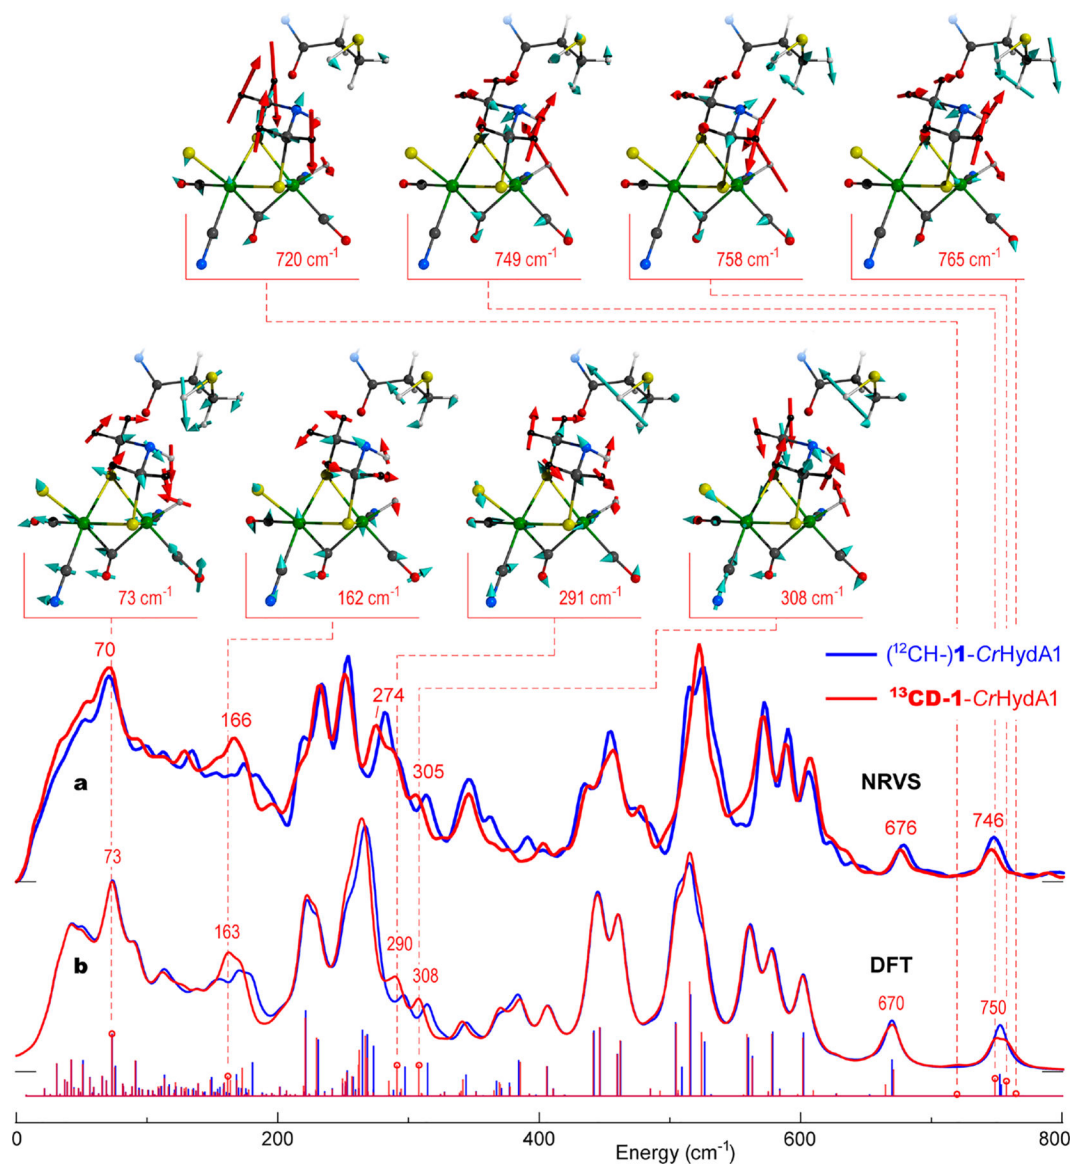 720 cm⁻¹ 749 cm⁻¹ 758 cm⁻¹ 765 cm⁻¹
73 cm⁻¹ 162 cm⁻¹ 291 cm⁻¹ 308 cm⁻¹
(¹²CH-)1-CrHydA1
¹³CD-1-CrHydA1
70 166 274 305 676 746
a NRVS
73 163 290 308 670 750
b DFT
0 200 400 600 800
Energy (cm⁻¹)